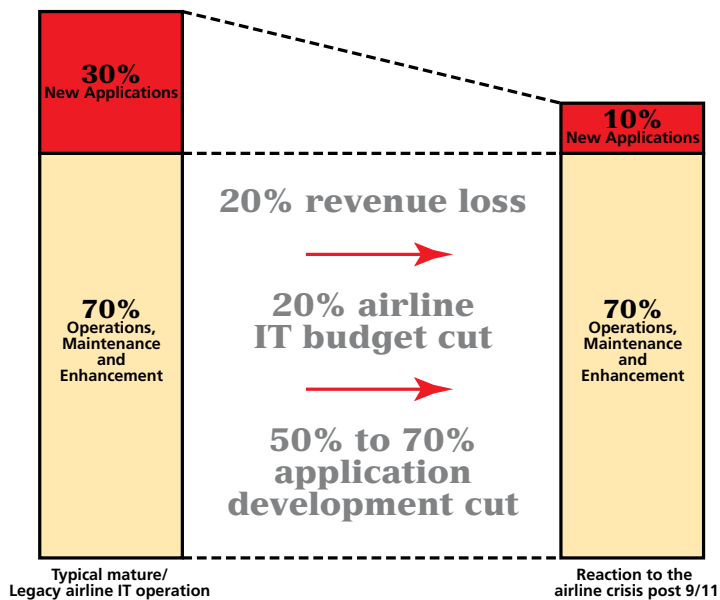 30%
New Applications
70%
Operations,
Maintenance
and
Enhancement
Typical mature/
Legacy airline IT operation
20% revenue loss
20% airline
IT budget cut
50% to 70%
application
development cut
10%
New Applications
70%
Operations,
Maintenance
and
Enhancement
Reaction to the
airline crisis post 9/11